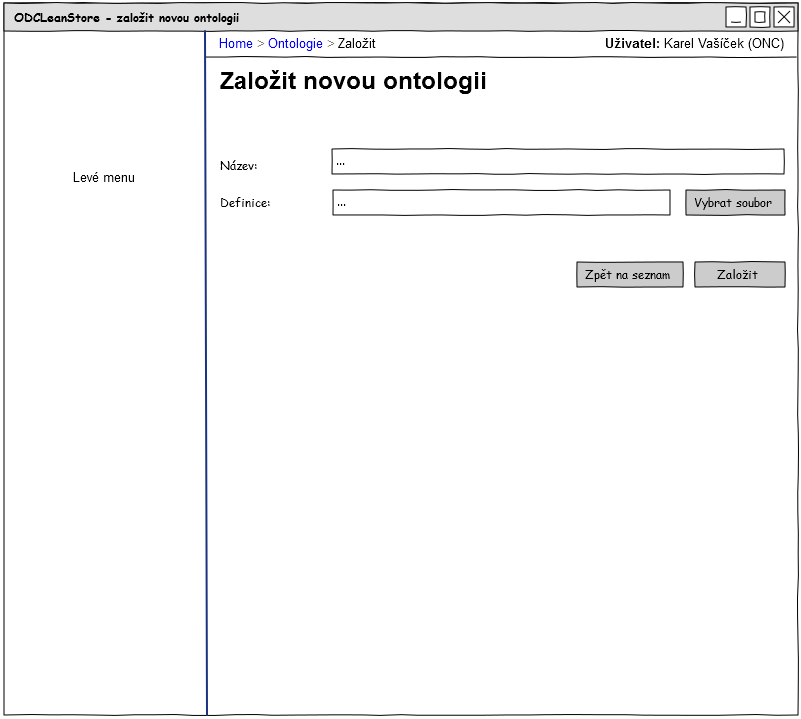 ODCLeanStore - založit novou ontologii
Home > Ontologie > Založit
Uživatel: Karel Vašíček (ONC)
Založit novou ontologii
Levé menu
Název:
...
Definice:
...
Vybrat soubor
Zpět na seznam
Založit